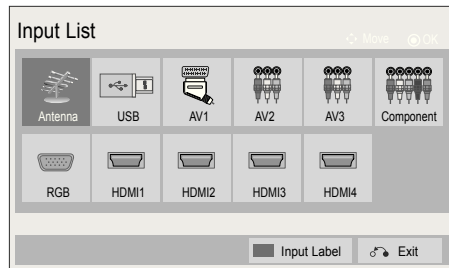 Input List
Move OK
Antenna USB AV1 AV2 AV3 Component
RGB HDMI1 HDMI2 HDMI3 HDMI4
Input Label Exit